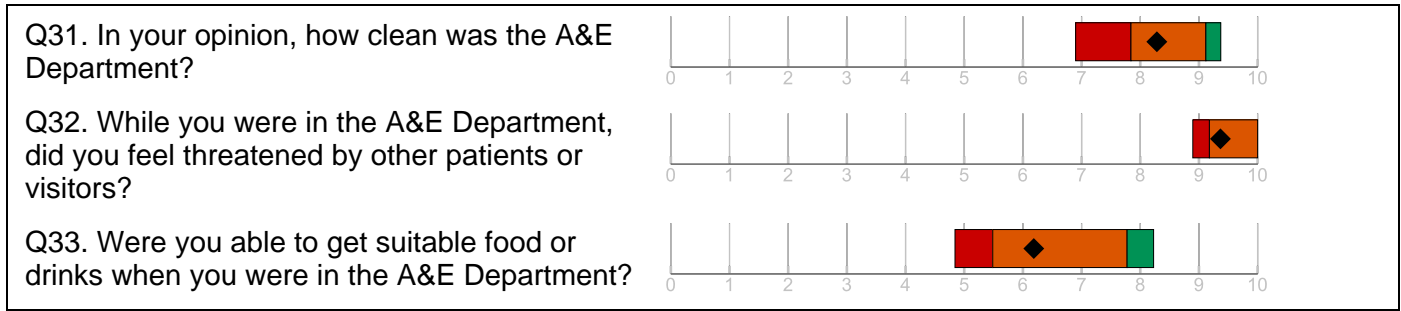 Q31. In your opinion, how clean was the A&E
Department?
0 1 2 3 4 5 6 7 8 9 10
Q32. While you were in the A&E Department,
did you feel threatened by other patients or
visitors?
0 1 2 3 4 5 6 7 8 9 10
Q33. Were you able to get suitable food or
drinks when you were in the A&E Department?
0 1 2 3 4 5 6 7 8 9 10